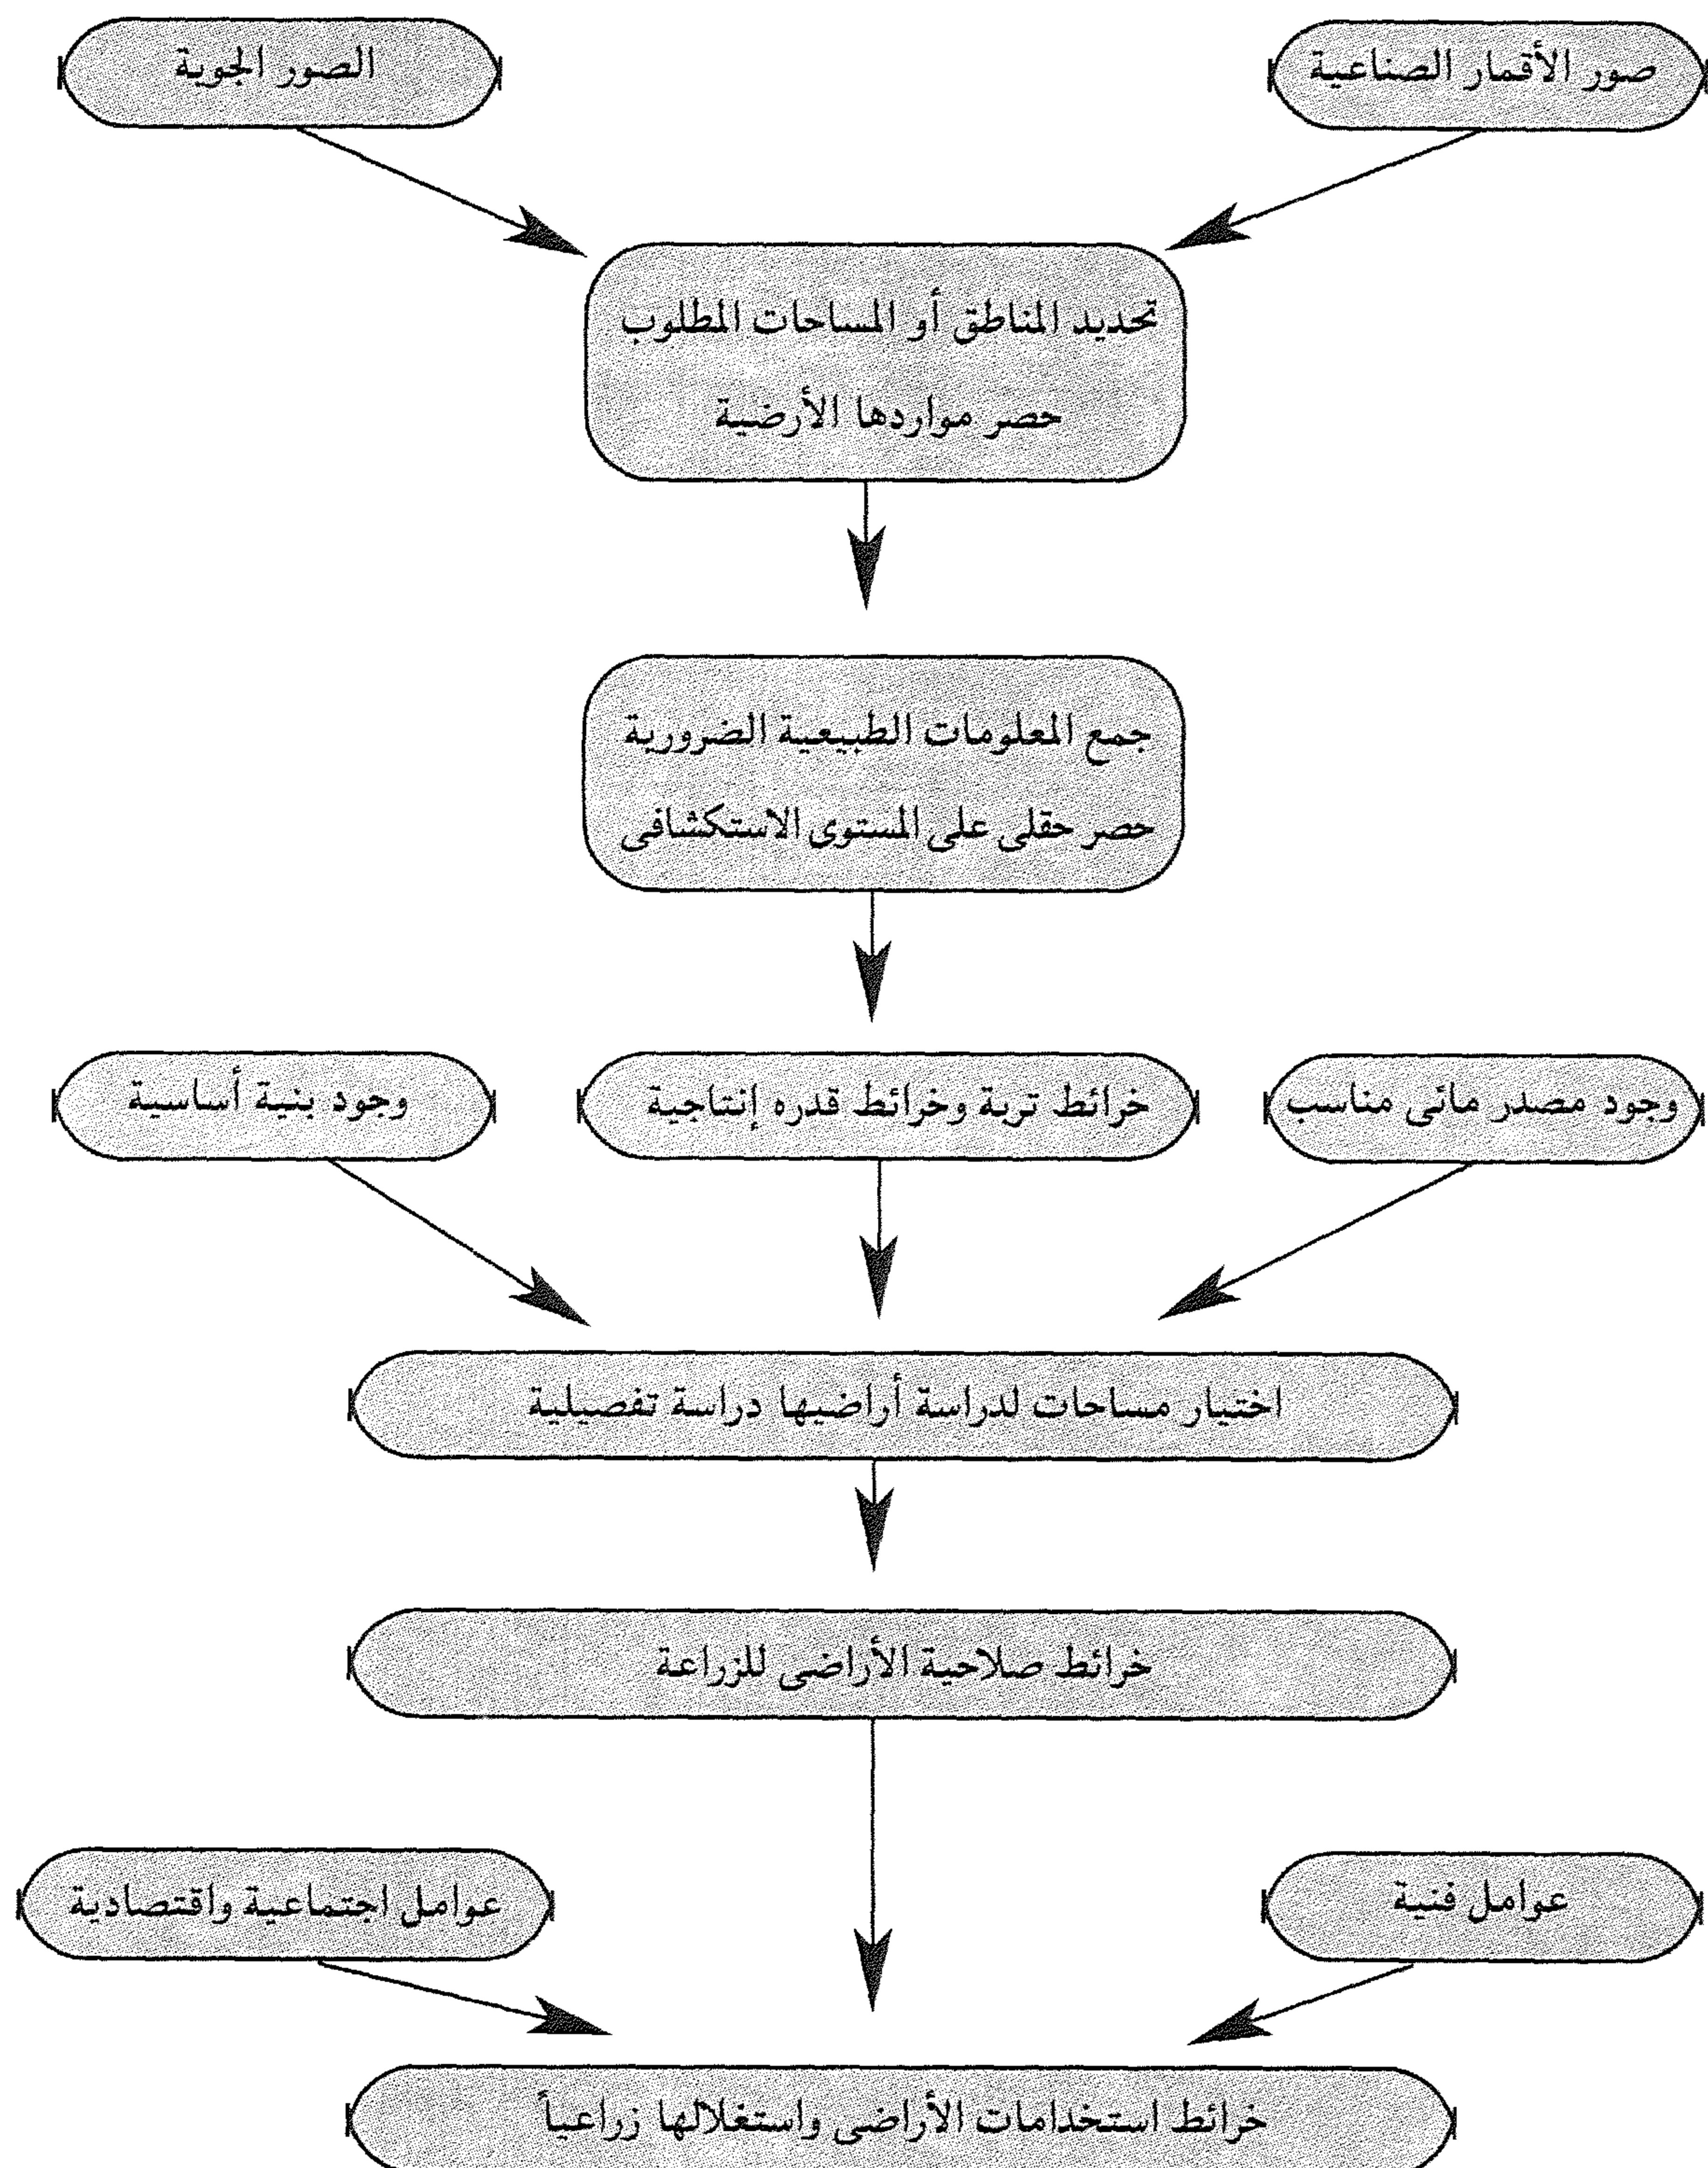 صور الأقمار الصناعية
الصور الجوية
تحديد المناطق أو المساحات المطلوب
حصر مواردها الأرضية
جمع المعلومات الطبيعية الضرورية
حصر حقلى على المستوى الاستكشافى
وجود مصدر مائى مناسب
خرائط تربة وخرائط قدره إنتاجية
وجود بنية أساسية
اختيار مساحات لدراسة أراضيها دراسة تفصيلية
خرائط صلاحية الأراضى للزراعة
عوامل فنية
عوامل اجتماعية واقتصادية
خرائط استخدامات الأراضى واستغلالها زراعياً